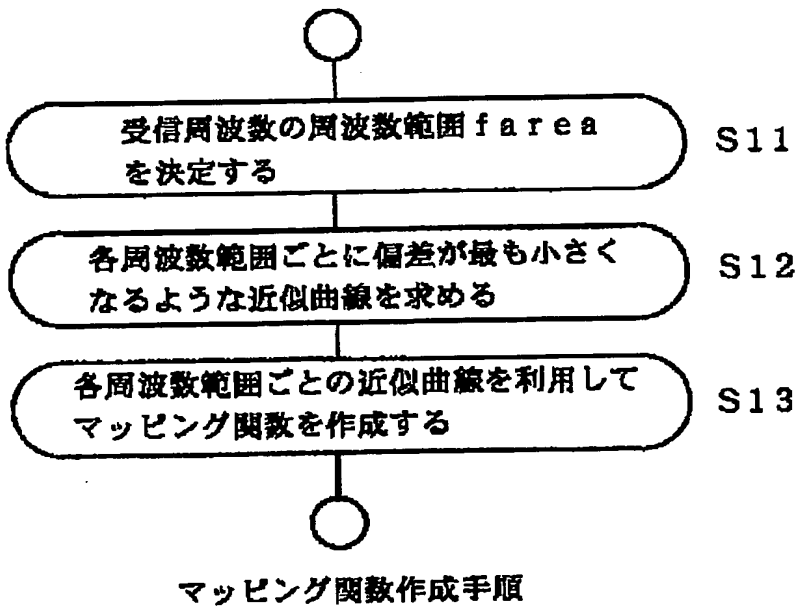 受信周波数の周波数範囲farea
を決定する
S11
各周波数範囲ごとに偏差が最も小さく
なるような近似曲線を求める
S12
各周波数範囲ごとの近似曲線を利用して
マッピング関数を作成する
S13
マッピング関数作成手順